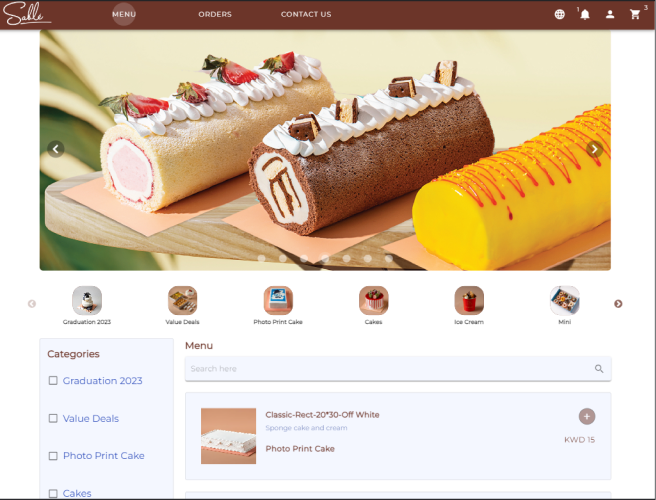 Sable
MENU
ORDERS
CONTACT US
1
3
Graduation 2023
Value Deals
Photo Print Cake
Cakes
Ice Cream
Mini
Categories
Graduation 2023
Value Deals
Photo Print Cake
Cakes
Menu
Search here
Classic-Rect-20*30-Off White
Sponge cake and cream
Photo Print Cake
KWD 15